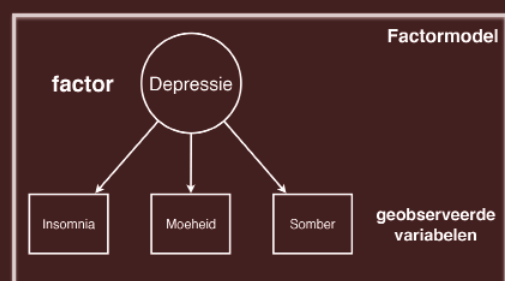 Factormodel
factor
Depressie
Insomnia
Moeheid
Somber
geobserveerde
variabelen